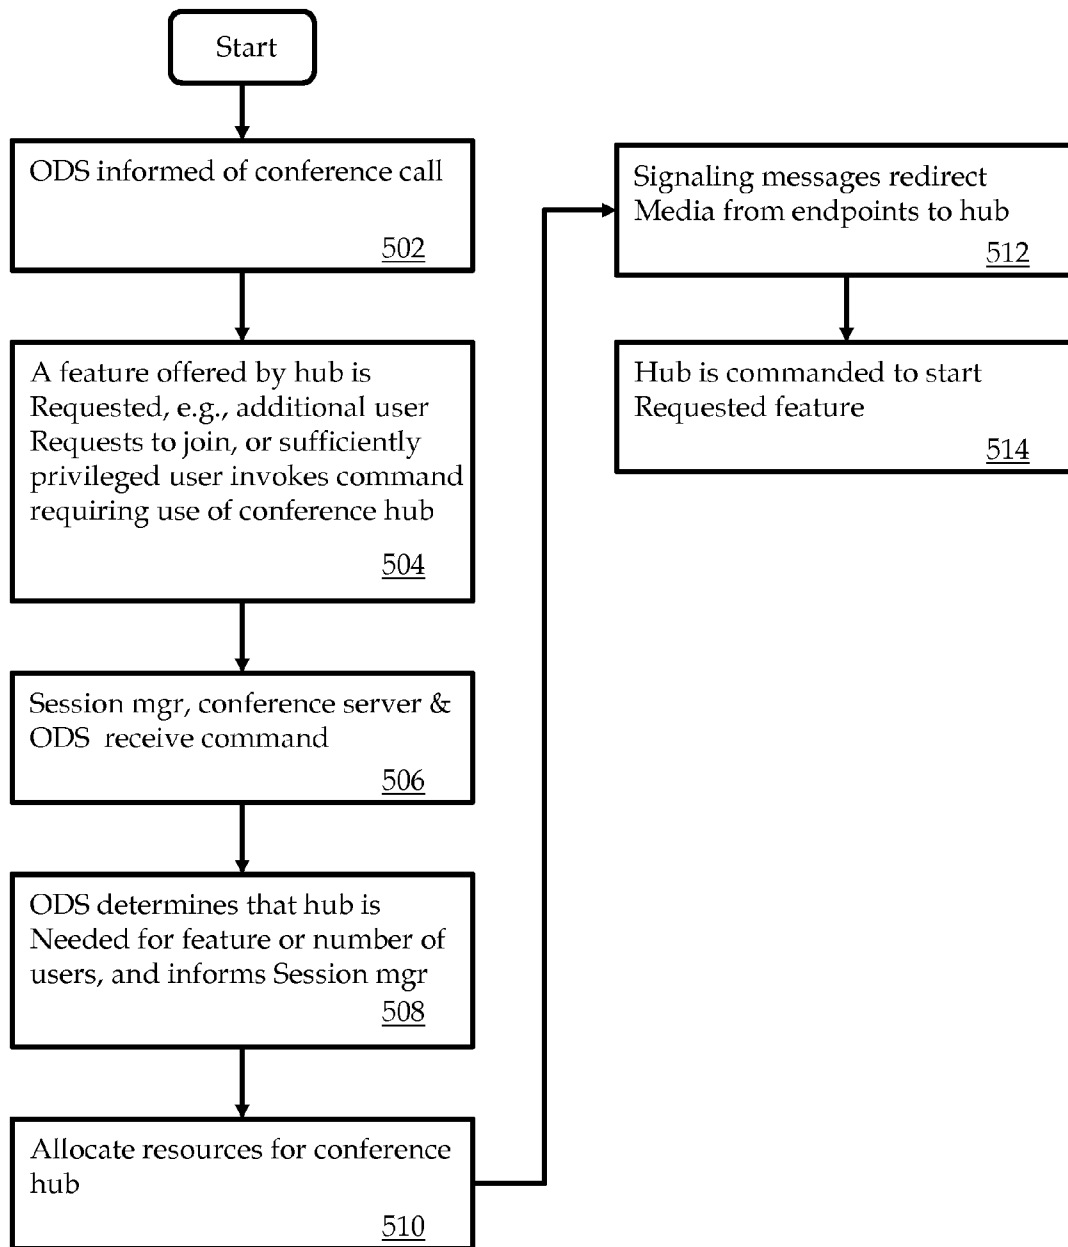 Start
ODS informed of conference call
502
A feature offered by hub is
Requested, e.g., additional user
Requests to join, or sufficiently
privileged user invokes command
requiring use of conference hub
504
Session mgr, conference server &
ODS receive command
506
ODS determines that hub is
Needed for feature or number of
users, and informs Session mgr
508
Allocate resources for conference
hub
510
Signaling messages redirect
Media from endpoints to hub
512
Hub is commanded to start
Requested feature
514